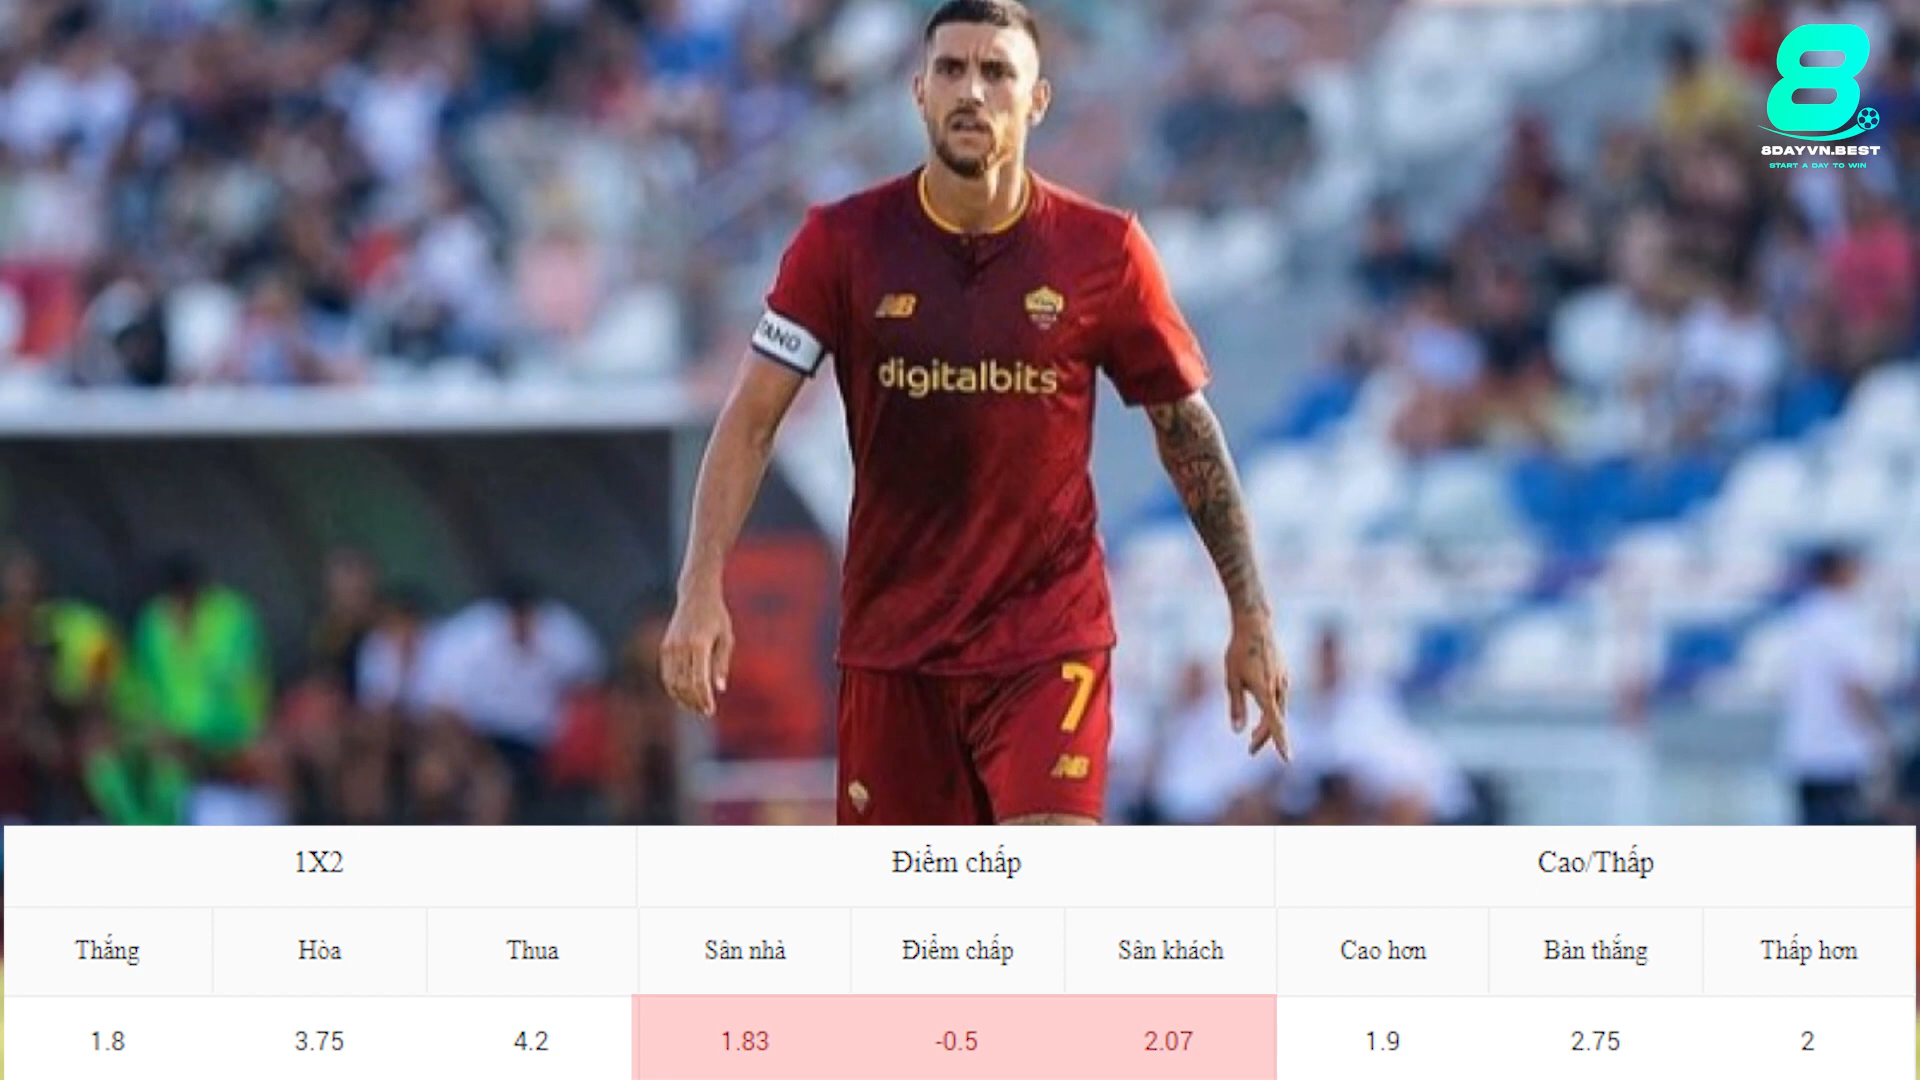 8
8DAYVN.BEST
START A DAY TO WIN
TAND
NB
digitalbits
7
NB
1X2 Điểm chấp Cao/Thấp
Thắng Hòa Thua Sân nhà Điểm chấp Sân khách Cao hơn Bàn thắng Thấp hơn
1.8 3.75 4.2 1.83 -0.5 2.07 1.9 2.75 2